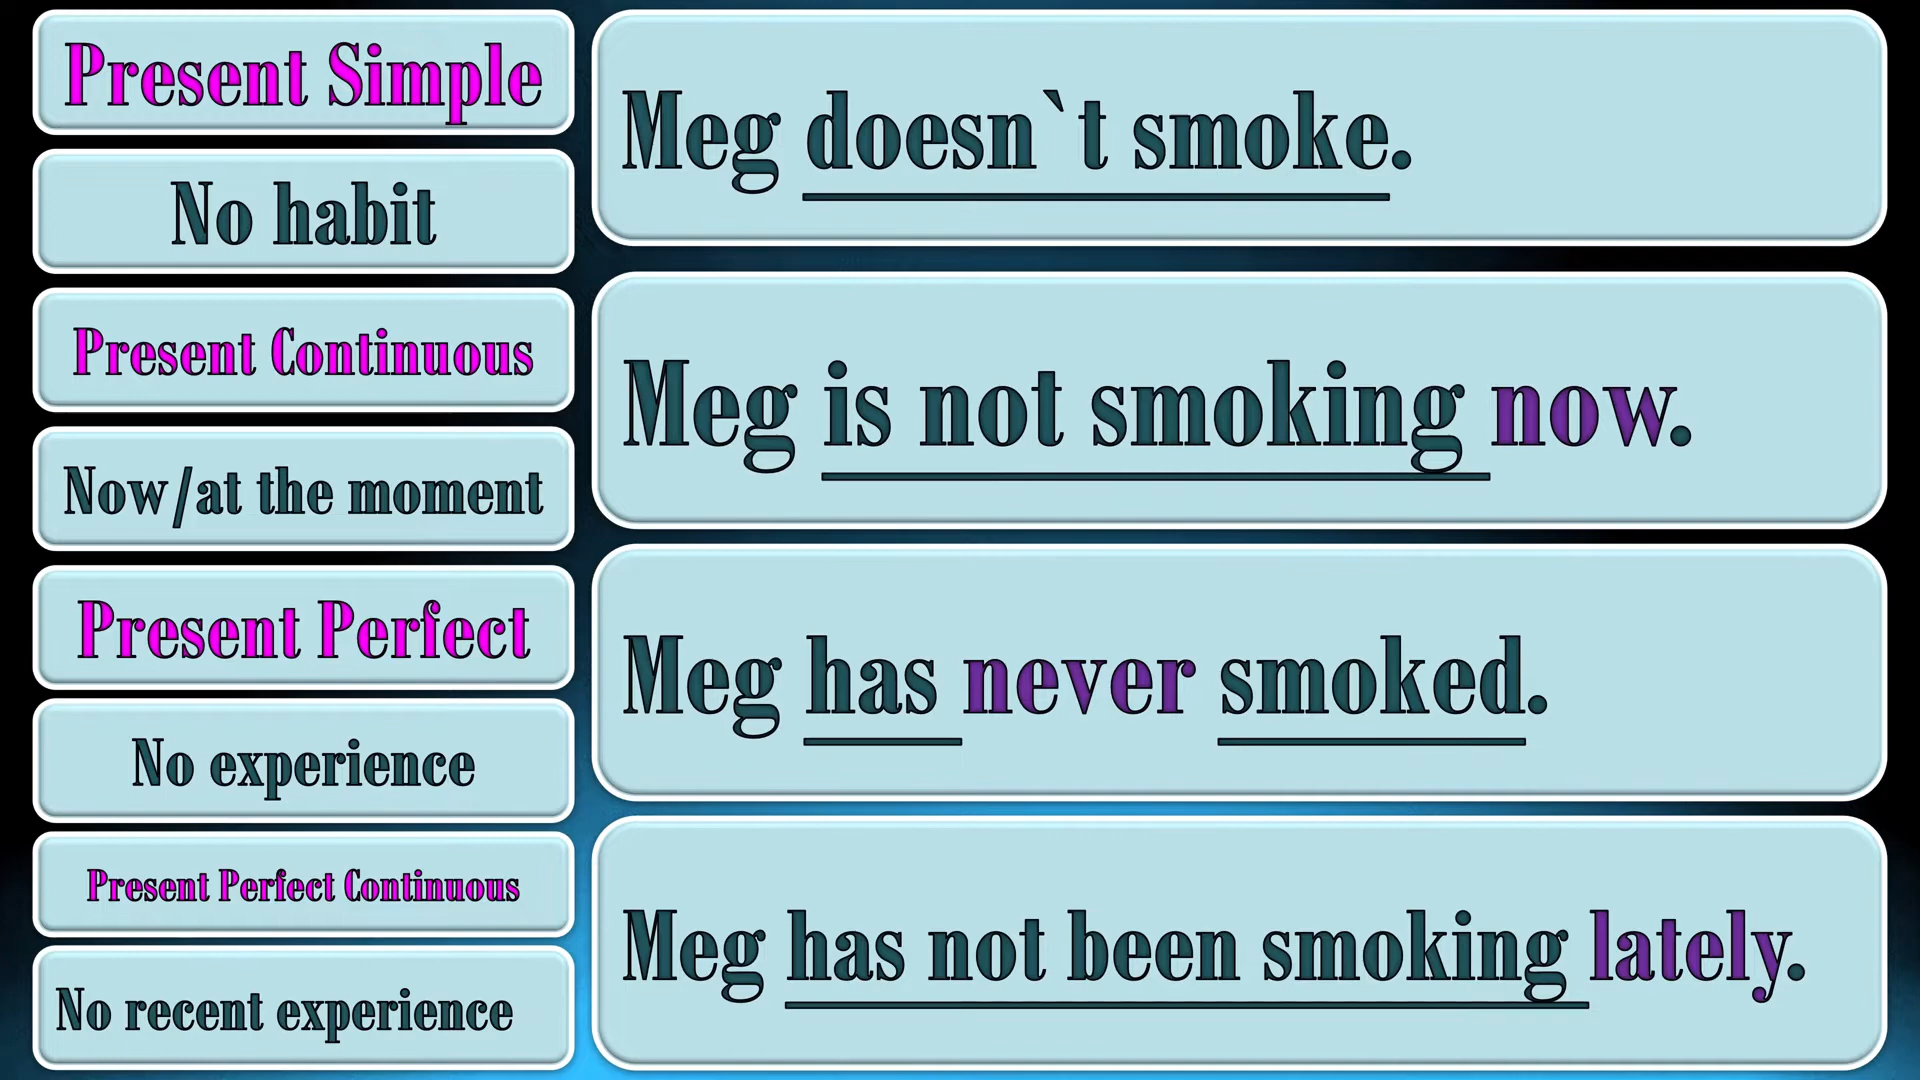 Present Simple
Meg doesn`t smoke.
No habit
Present Continuous
Meg is not smoking now.
Now/at the moment
Present Perfect
Meg has never smoked.
No experience
Present Perfect Continuous
Meg has not been smoking lately.
No recent experience